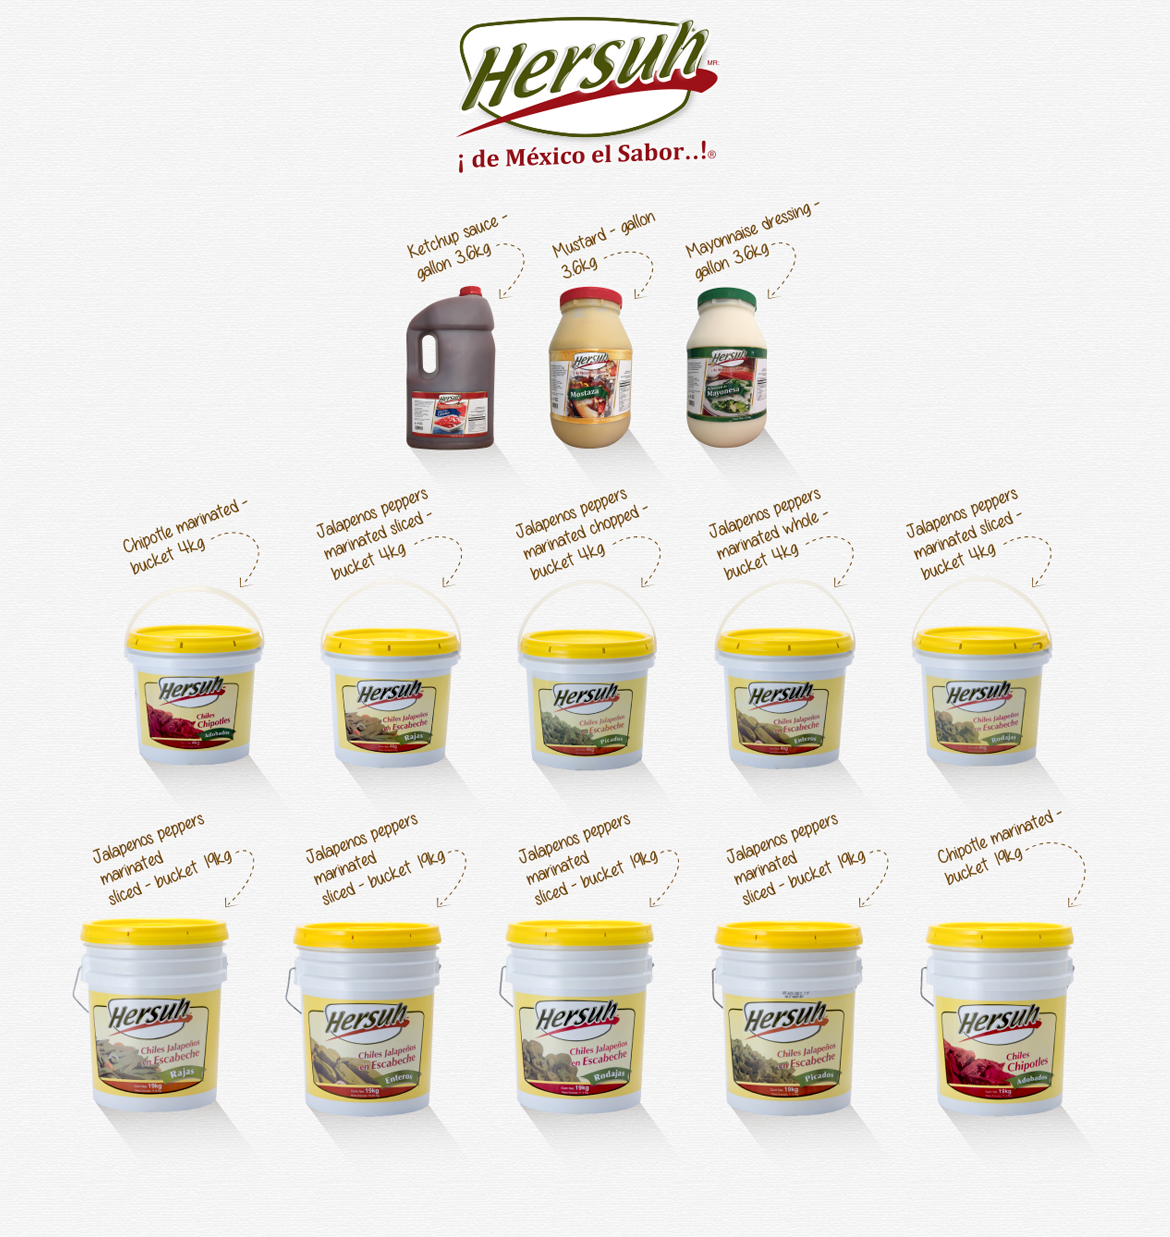 Hersuh
MR.
¡ de México el Sabor..!®
Ketchup sauce -
gallon 3.6kg
Mustard - gallon
3.6kg
Mayonnaise dressing -
gallon 3.6kg
Hersuh
Hersuh
Mostaza
Hersuh
Mayonesa
Chipotle marinated -
bucket 4kg
Jalapenos peppers
marinated sliced -
bucket 4kg
Jalapenos peppers
marinated chopped -
bucket 4kg
Jalapenos peppers
marinated whole -
bucket 4kg
Jalapenos peppers
marinated sliced -
bucket 4kg
Hersuh
Chiles
Chipotles
Adobados
Hersuh
Chiles Jalapeños
en Escabeche
Rajas
Hersuh
Chiles Jalapeños
en Escabeche
Picados
Hersuh
Chiles Jalapeños
en Escabeche
Enteros
Hersuh
Chiles Jalapeños
en Escabeche
Rodajas
Jalapenos peppers
marinated
sliced - bucket 19kg
Jalapenos peppers
marinated
sliced - bucket 19kg
Jalapenos peppers
marinated
sliced - bucket 19kg
Jalapenos peppers
marinated
sliced - bucket 19kg
Chipotle marinated -
bucket 19kg
Hersuh
Chiles Jalapeños
en Escabeche
Rajas
19kg
Hersuh
Chiles Jalapeños
en Escabeche
Enteros
19kg
Hersuh
Chiles Jalapeños
en Escabeche
Rodajas
19kg
Hersuh
Chiles Jalapeños
en Escabeche
Picados
19kg
Hersuh
Chiles
Chipotles
Adobados
19kg